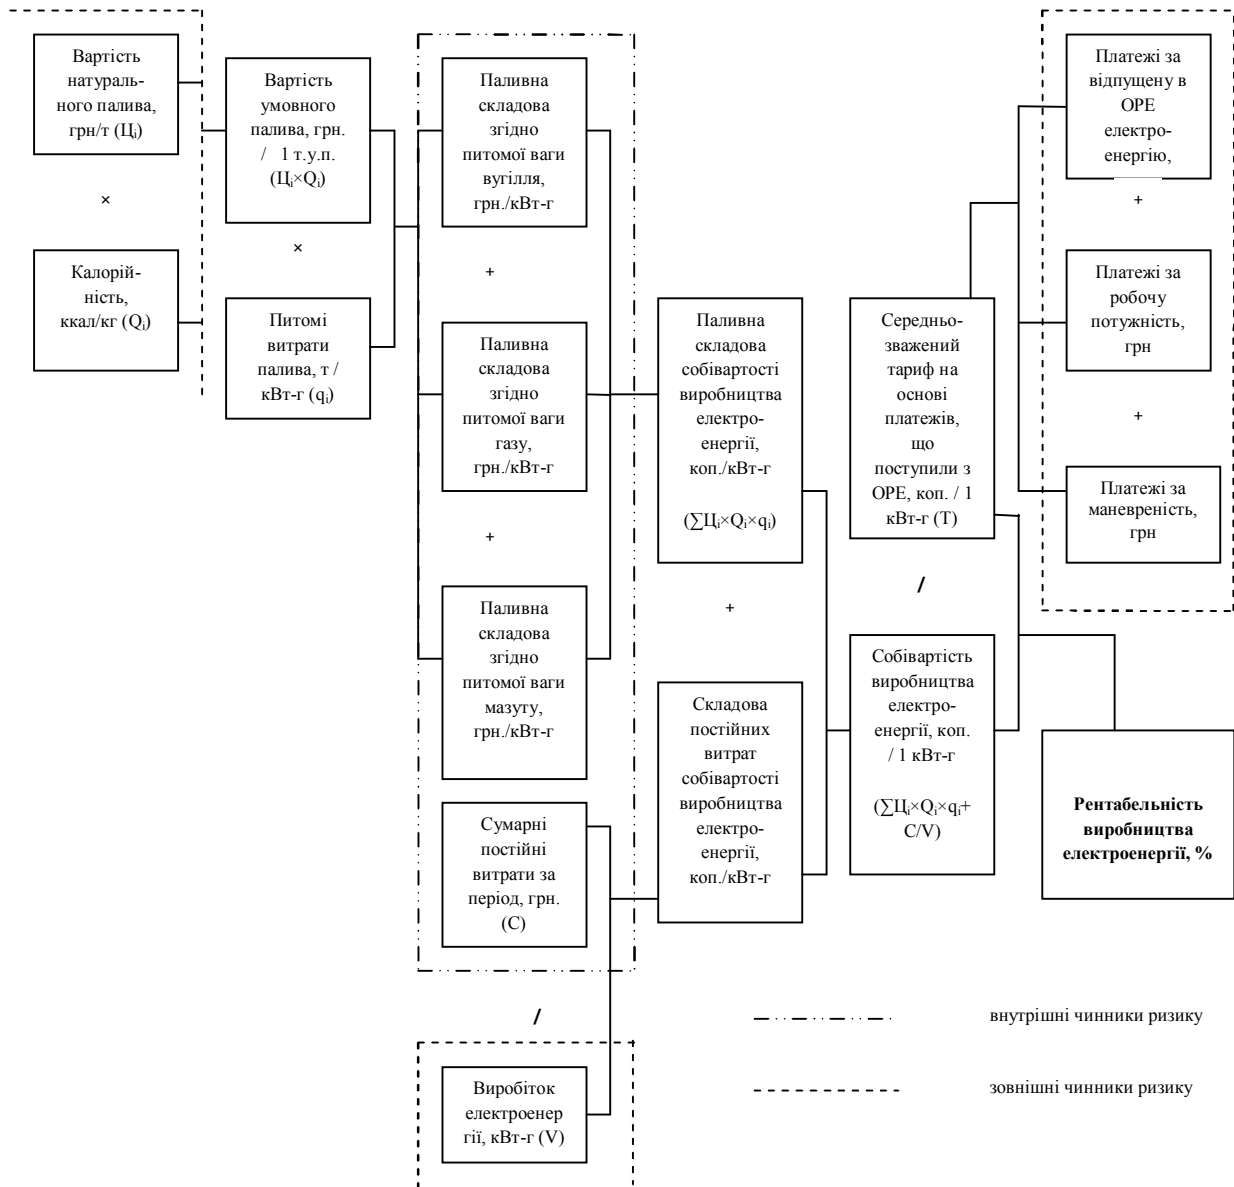 Вартість
натураль-
ного палива,
грн/т (Цᵢ)
×
Калорій-
ність,
ккал/кг (Qᵢ)
Вартість
умовного
палива, грн.
/ 1 т.у.п.
(Цᵢ×Qᵢ)
×
Питомі
витрати
палива, т /
кВт-г (qᵢ)
Паливна
складова
згідно
питомої ваги
вугілля,
грн./кВт-г
+
Паливна
складова
згідно
питомої ваги
газу,
грн./кВт-г
+
Паливна
складова
згідно
питомої ваги
мазуту,
грн./кВт-г
Сумарні
постійні
витрати за
період, грн.
(С)
/
Виробіток
електроенер
гії, кВт-г (V)
Паливна
складова
собівартості
виробництва
електро-
енергії,
коп./кВт-г
(∑Цᵢ×Qᵢ×qᵢ)
+
Складова
постійних
витрат
собівартості
виробництва
електро-
енергії,
коп./кВт-г
Середньо-
зважений
тариф на
основі
платежів,
що
поступили з
ОРЕ, коп. / 1
кВт-г (Т)
/
Собівартість
виробництва
електро-
енергії, коп.
/ 1 кВт-г
(∑Цᵢ×Qᵢ×qᵢ+
С/V)
Платежі за
відпущену в
ОРЕ
електро-
енергію,
+
Платежі за
робочу
потужність,
грн
+
Платежі за
маневреність,
грн
Рентабельність
виробництва
електроенергії, %
внутрішні чинники ризику
зовнішні чинники ризику